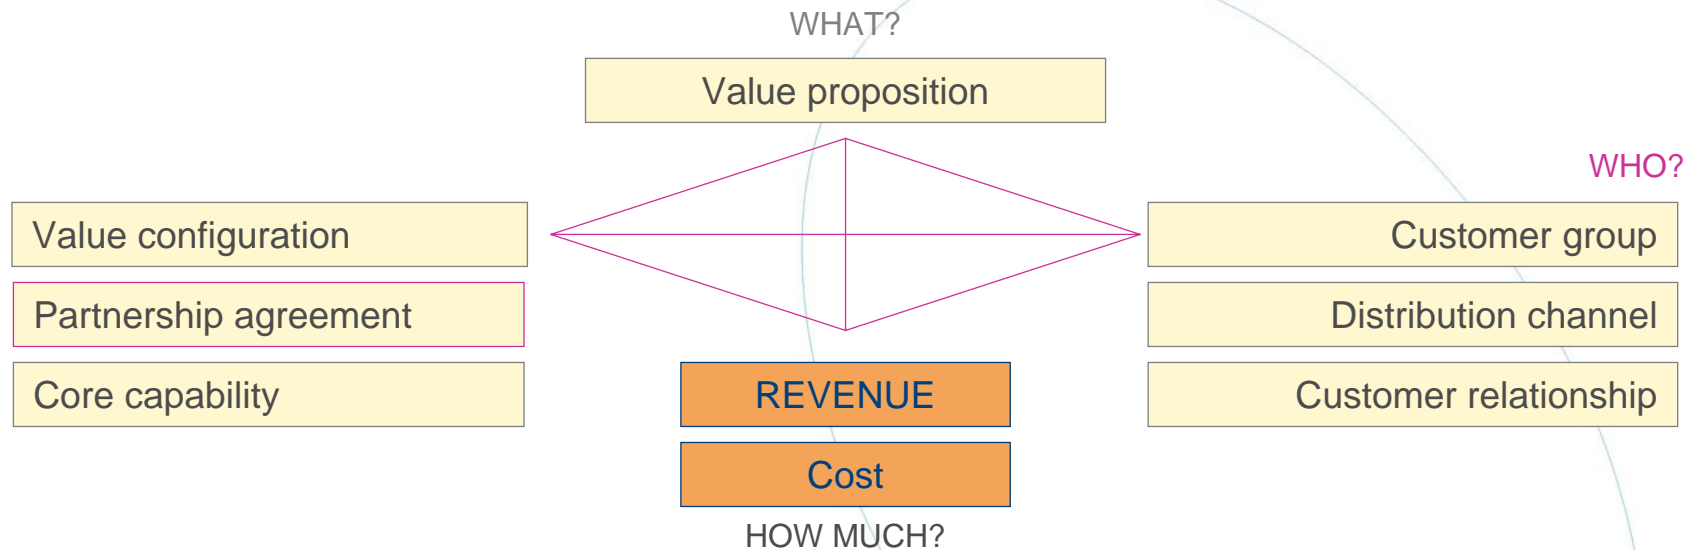 WHAT?
Value proposition
WHO?
Value configuration
Customer group
Partnership agreement
Distribution channel
Core capability
REVENUE
Customer relationship
Cost
HOW MUCH?